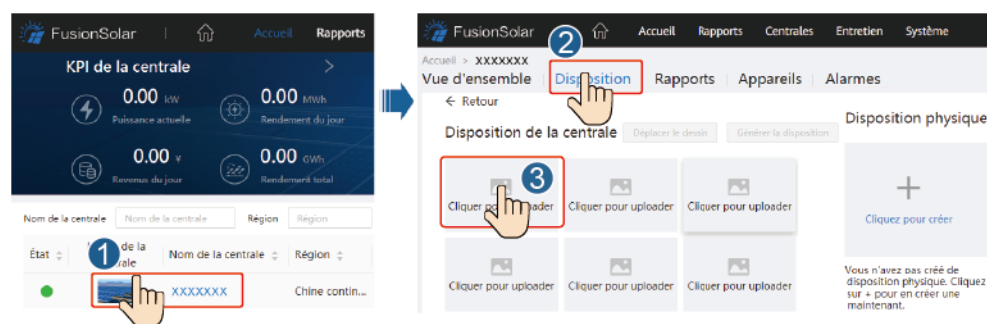 FusionSolar
Accueil
Rapports
KPI de la centrale
0.00 kW
Puissance actuelle
0.00 MWh
Rendement du jour
0.00 ¥
Revenus du jour
0.00 GWh
Rendement total
Nom de la centrale
Nom de la centrale
Région
Région
État
de la
rale
Nom de la centrale
Région
1
XXXXXXX
Chine contin...
FusionSolar
Accueil
Rapports
Centrales
Entretien
Système
2
Accueil > XXXXXXX
Vue d'ensemble
Disposition
Rapports
Appareils
Alarmes
← Retour
Disposition de la centrale
Déplacer le dessin
Générer la disposition
Disposition physique
3
Cliquer pour uploader
Cliquer pour uploader
Cliquer pour uploader
Cliquez pour créer
Cliquer pour uploader
Cliquer pour uploader
Cliquer pour uploader
Vous n'avez pas créé de
disposition physique. Cliquez
sur + pour en créer une
maintenant.